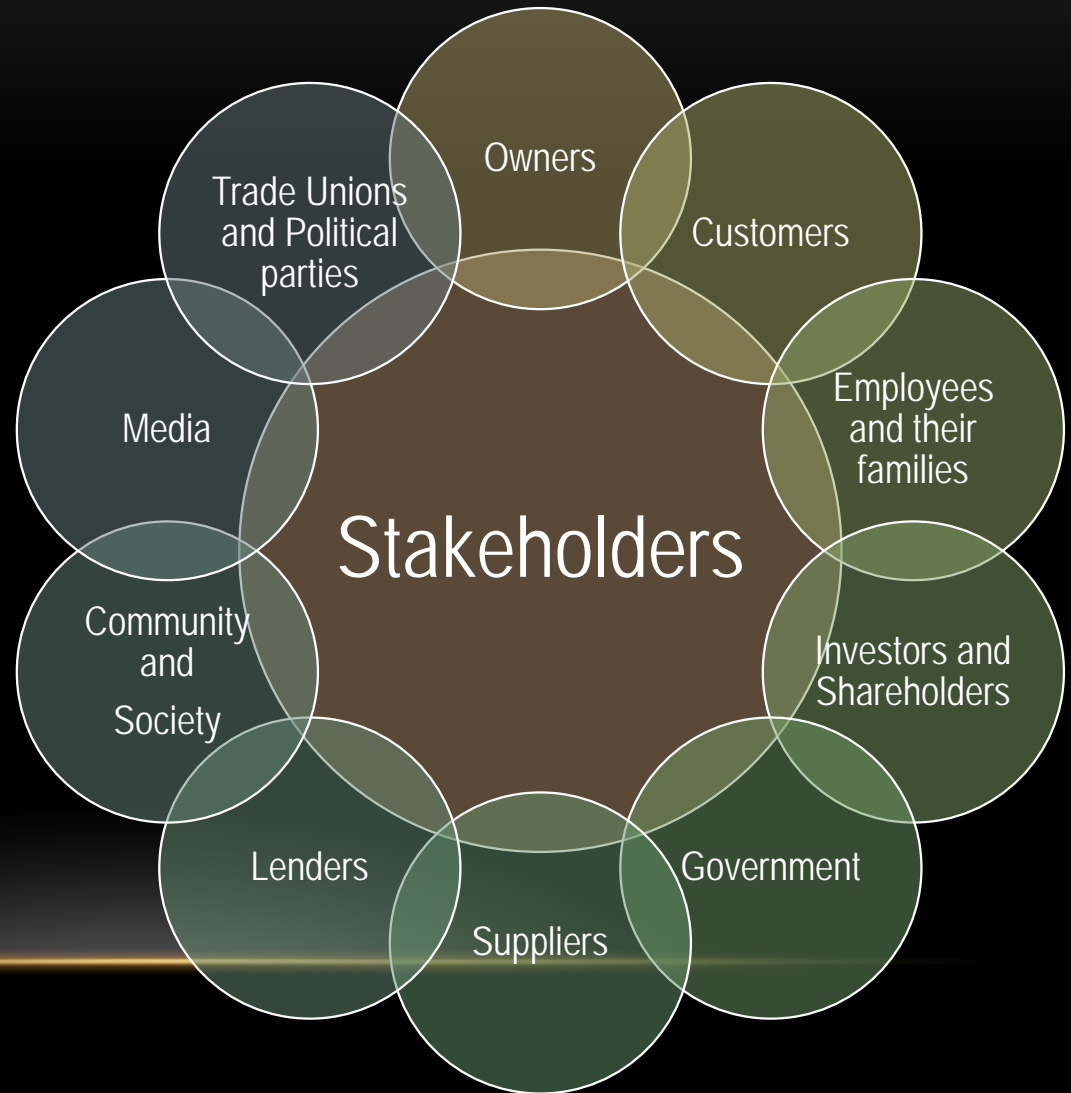 Owners
Customers
Employees
and their
families
Investors and
Shareholders
Government
Suppliers
Lenders
Community
and
Society
Media
Trade Unions
and Political
parties
Stakeholders